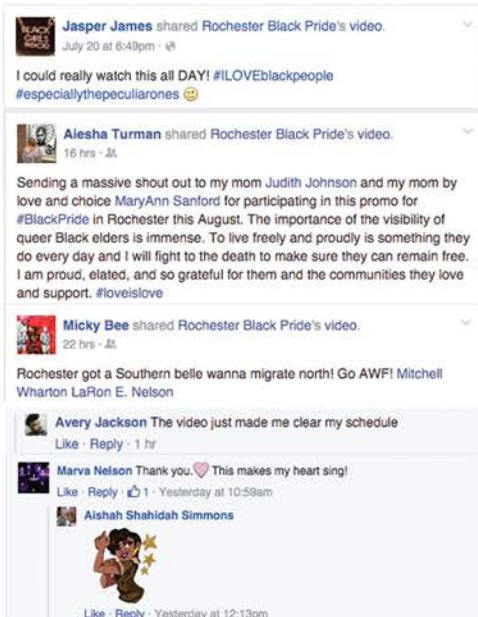 Jasper James shared Rochester Black Pride's video.
July 20 at 6:49pm ·
I could really watch this all DAY! #ILOVEblackpeople
#especiallythepeculiarones
Aiesha Turman shared Rochester Black Pride's video.
16 hrs ·
Sending a massive shout out to my mom Judith Johnson and my mom by
love and choice MaryAnn Sanford for participating in this promo for
#BlackPride in Rochester this August. The importance of the visibility of
queer Black elders is immense. To live freely and proudly is something they
do every day and I will fight to the death to make sure they can remain free.
I am proud, elated, and so grateful for them and the communities they love
and support. #loveislove
Micky Bee shared Rochester Black Pride's video.
22 hrs ·
Rochester got a Southern belle wanna migrate north! Go AWF! Mitchell
Wharton LaRon E. Nelson
Avery Jackson The video just made me clear my schedule
Like · Reply · 1 hr
Marva Nelson Thank you. This makes my heart sing!
Like · Reply · 1 · Yesterday at 10:59am
Aishah Shahidah Simmons
Like · Reply · Yesterday at 12:13pm